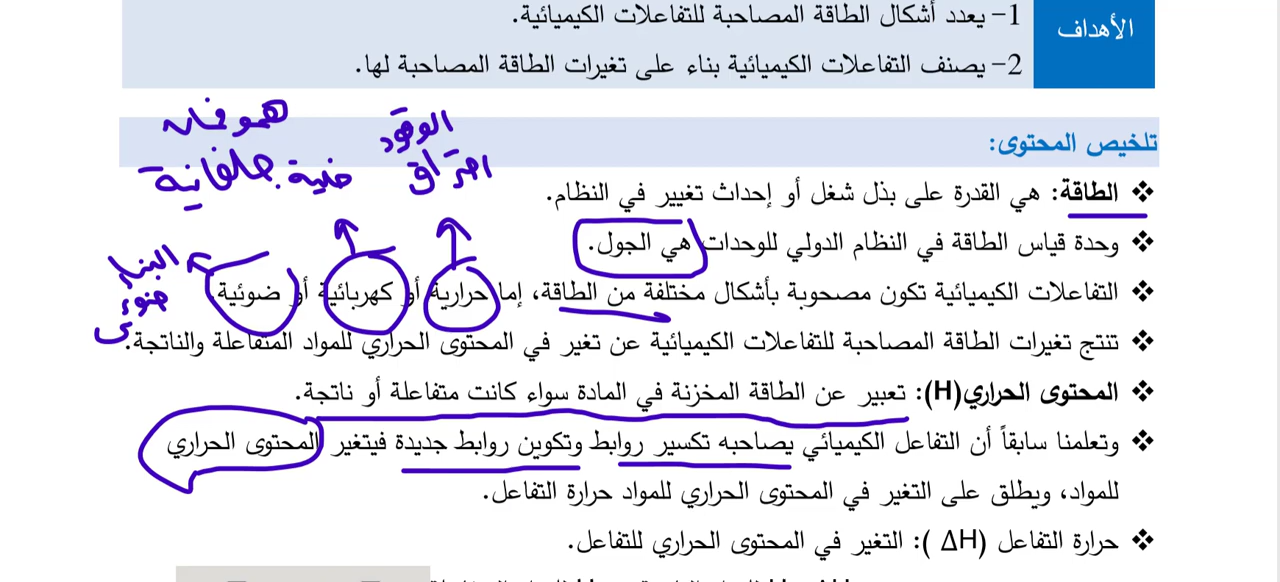 الأهداف
1- يعدد أشكال الطاقة المصاحبة للتفاعلات الكيميائية.
2- يصنف التفاعلات الكيميائية بناء على تغيرات الطاقة المصاحبة لها.
تلخيص المحتوى:
الوقود
احتراق
خلية جلفانية
❖ الطاقة: هي القدرة على بذل شغل أو إحداث تغيير في النظام.
❖ وحدة قياس الطاقة في النظام الدولي للوحدات هي الجول.
البناء
ضوئي
❖ التفاعلات الكيميائية تكون مصحوبة بأشكال مختلفة من الطاقة، إما حرارية أو كهربائية أو ضوئية.
❖ تنتج تغيرات الطاقة المصاحبة للتفاعلات الكيميائية عن تغير في المحتوى الحراري للمواد المتفاعلة والناتجة.
❖ المحتوى الحراري(H): تعبير عن الطاقة المخزنة في المادة سواء كانت متفاعلة أو ناتجة.
❖ وتعلمنا سابقاً أن التفاعل الكيميائي يصاحبه تكسير روابط وتكوين روابط جديدة فيتغير المحتوى الحراري
للمواد، ويطلق على التغير في المحتوى الحراري للمواد حرارة التفاعل.
❖ حرارة التفاعل (ΔH ): التغير في المحتوى الحراري للتفاعل.